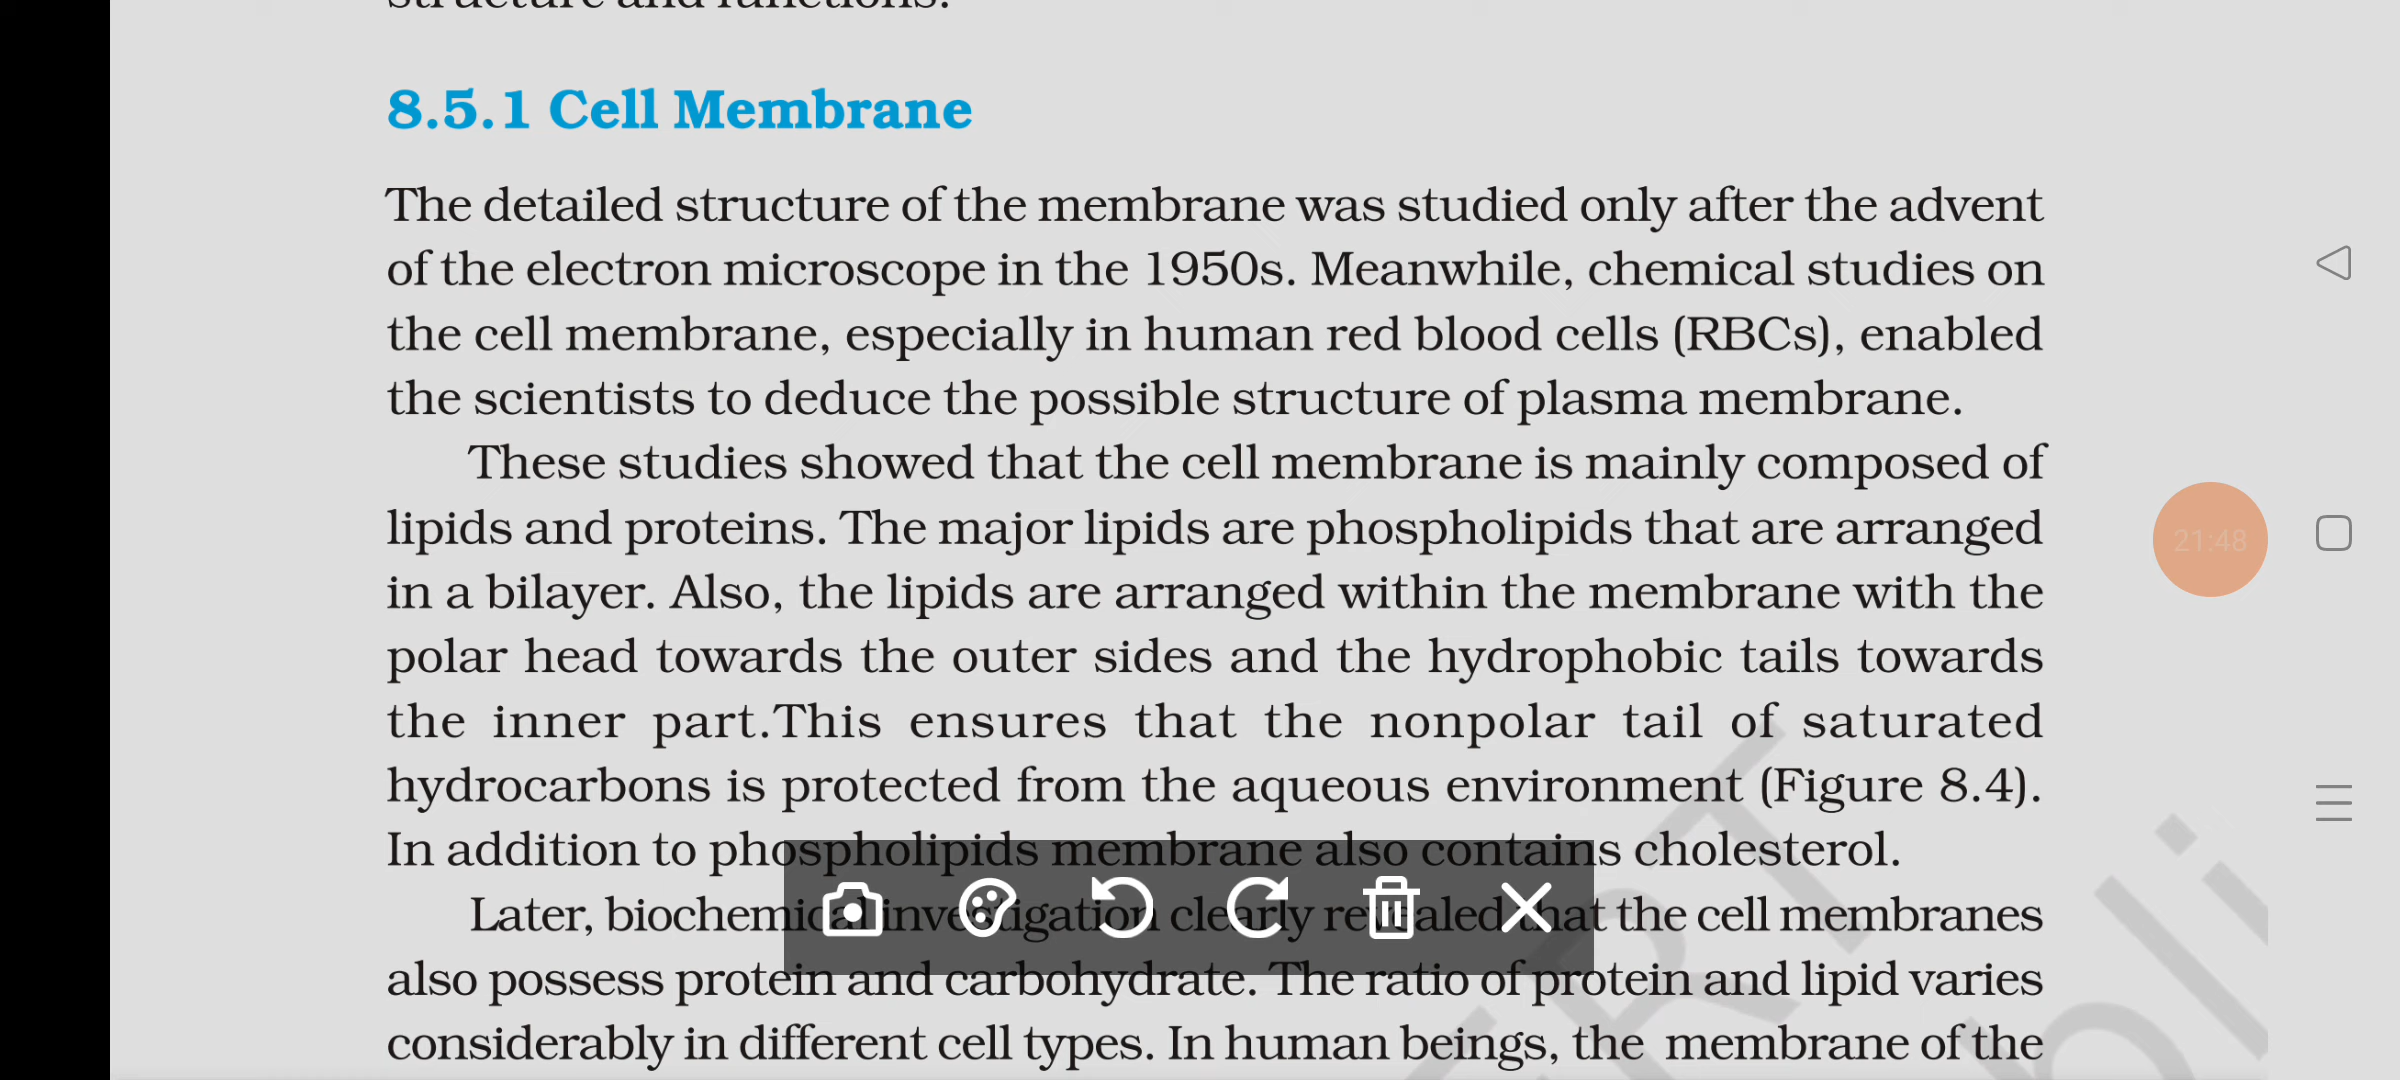 structure and functions.
8.5.1 Cell Membrane
The detailed structure of the membrane was studied only after the advent
of the electron microscope in the 1950s. Meanwhile, chemical studies on
the cell membrane, especially in human red blood cells (RBCs), enabled
the scientists to deduce the possible structure of plasma membrane.
These studies showed that the cell membrane is mainly composed of
lipids and proteins. The major lipids are phospholipids that are arranged
in a bilayer. Also, the lipids are arranged within the membrane with the
polar head towards the outer sides and the hydrophobic tails towards
the inner part.This ensures that the nonpolar tail of saturated
hydrocarbons is protected from the aqueous environment (Figure 8.4).
In addition to phospholipids membrane also contains cholesterol.
Later, biochemical investigation clearly revealed that the cell membranes
also possess protein and carbohydrate. The ratio of protein and lipid varies
considerably in different cell types. In human beings, the membrane of the
21:48